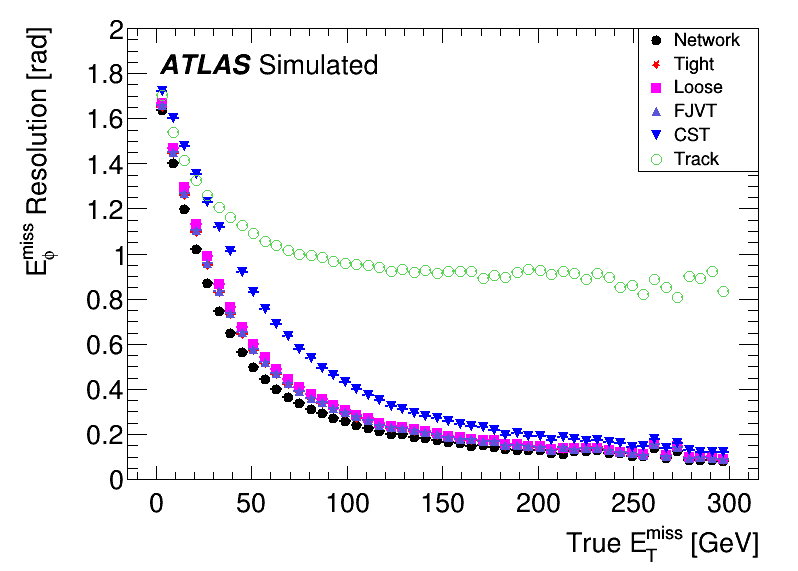 ATLAS Simulated
Network
Tight
Loose
FJVT
CST
Track
E_ϕ^miss Resolution [rad]
2
1.8
1.6
1.4
1.2
1
0.8
0.6
0.4
0.2
0
0 50 100 150 200 250 300
True E_T^miss [GeV]